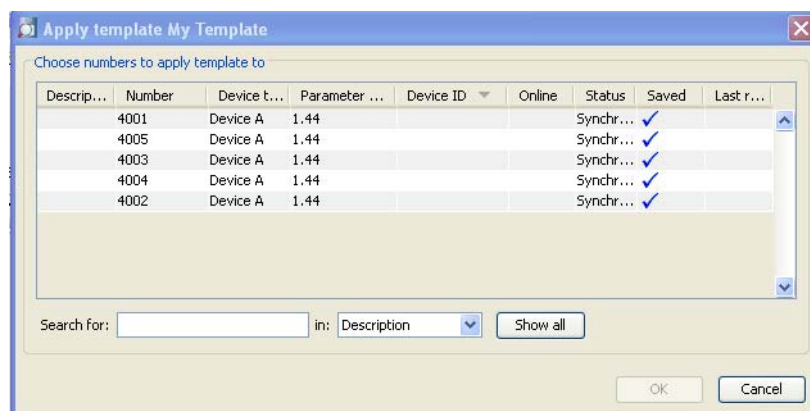 Apply template My Template
Choose numbers to apply template to
Descrip... Number Device t... Parameter ... Device ID Online Status Saved Last r...
4001 Device A 1.44 Synchr...
4005 Device A 1.44 Synchr...
4003 Device A 1.44 Synchr...
4004 Device A 1.44 Synchr...
4002 Device A 1.44 Synchr...
Search for: in: Description Show all
OK Cancel